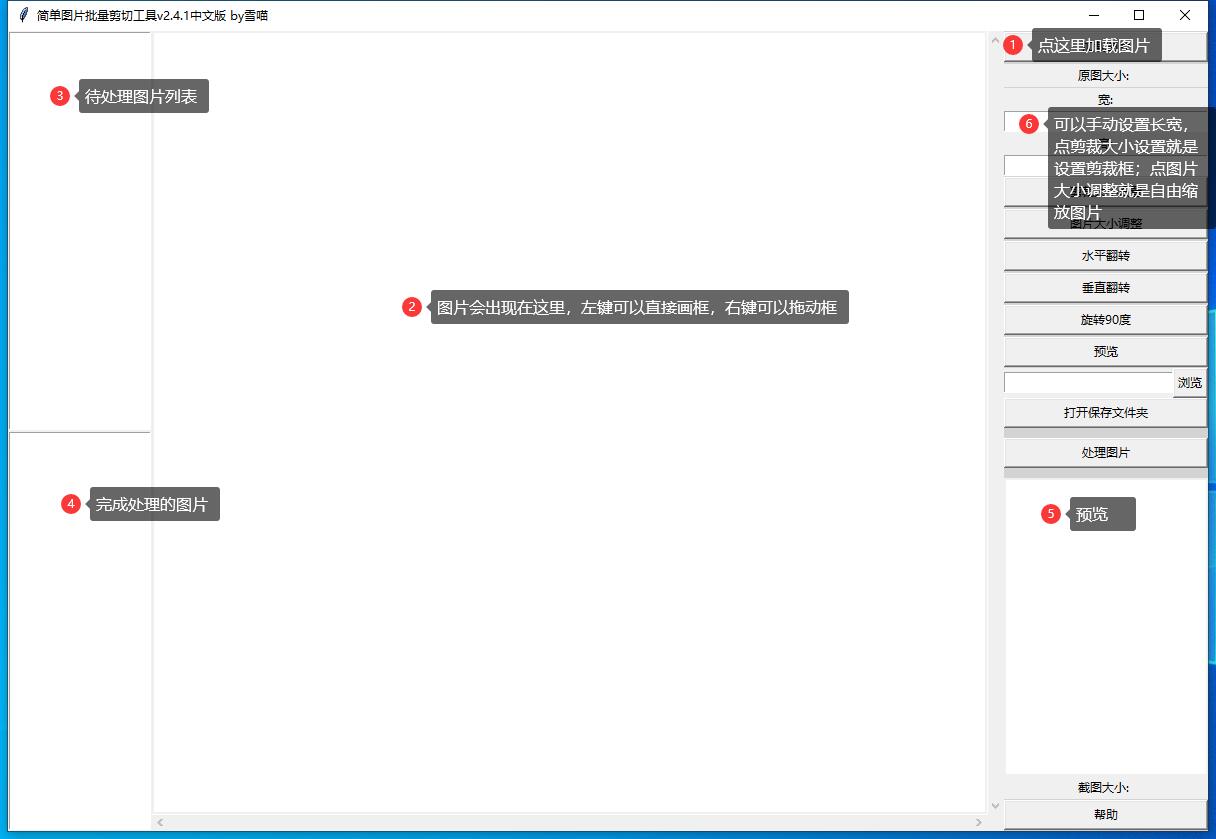 简单图片批量剪切工具v2.4.1中文版 by雪喵
1
点这里加载图片
原图大小:
宽:
3
待处理图片列表
6
可以手动设置长宽，
点剪裁大小设置就是
设置剪裁框；点图片
大小调整就是自由缩
放图片
图片大小调整
水平翻转
垂直翻转
2
图片会出现在这里，左键可以直接画框，右键可以拖动框
旋转90度
预览
浏览
打开保存文件夹
处理图片
4
完成处理的图片
5
预览
截图大小:
帮助